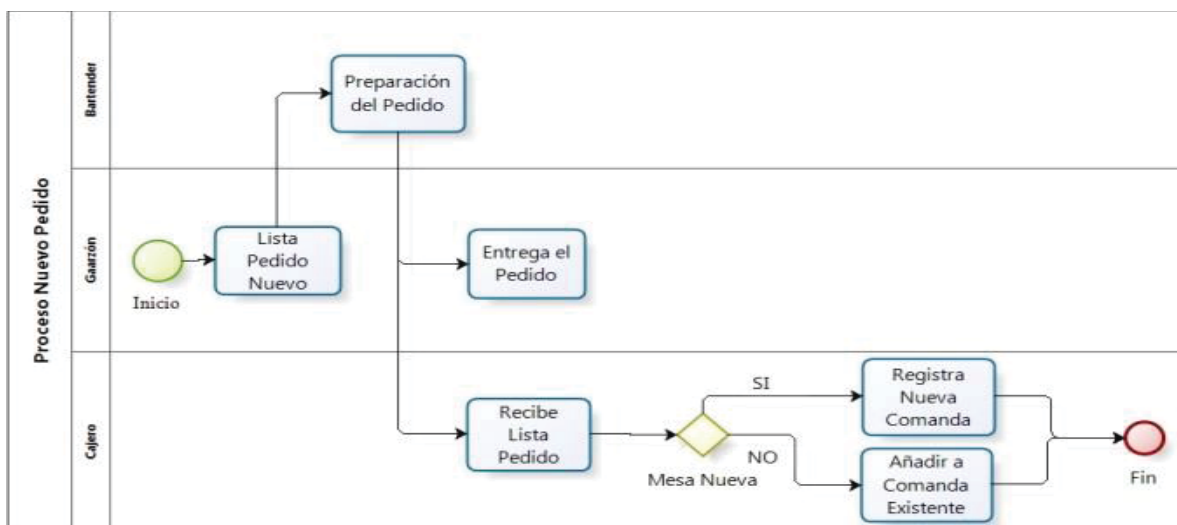 Proceso Nuevo Pedido
Bartender
Preparación
del Pedido
Gaarzón
Inicio
Lista
Pedido
Nuevo
Entrega el
Pedido
Cajero
Recibe
Lista
Pedido
Mesa Nueva
SI
NO
Registra
Nueva
Comanda
Añadir a
Comanda
Existente
Fin